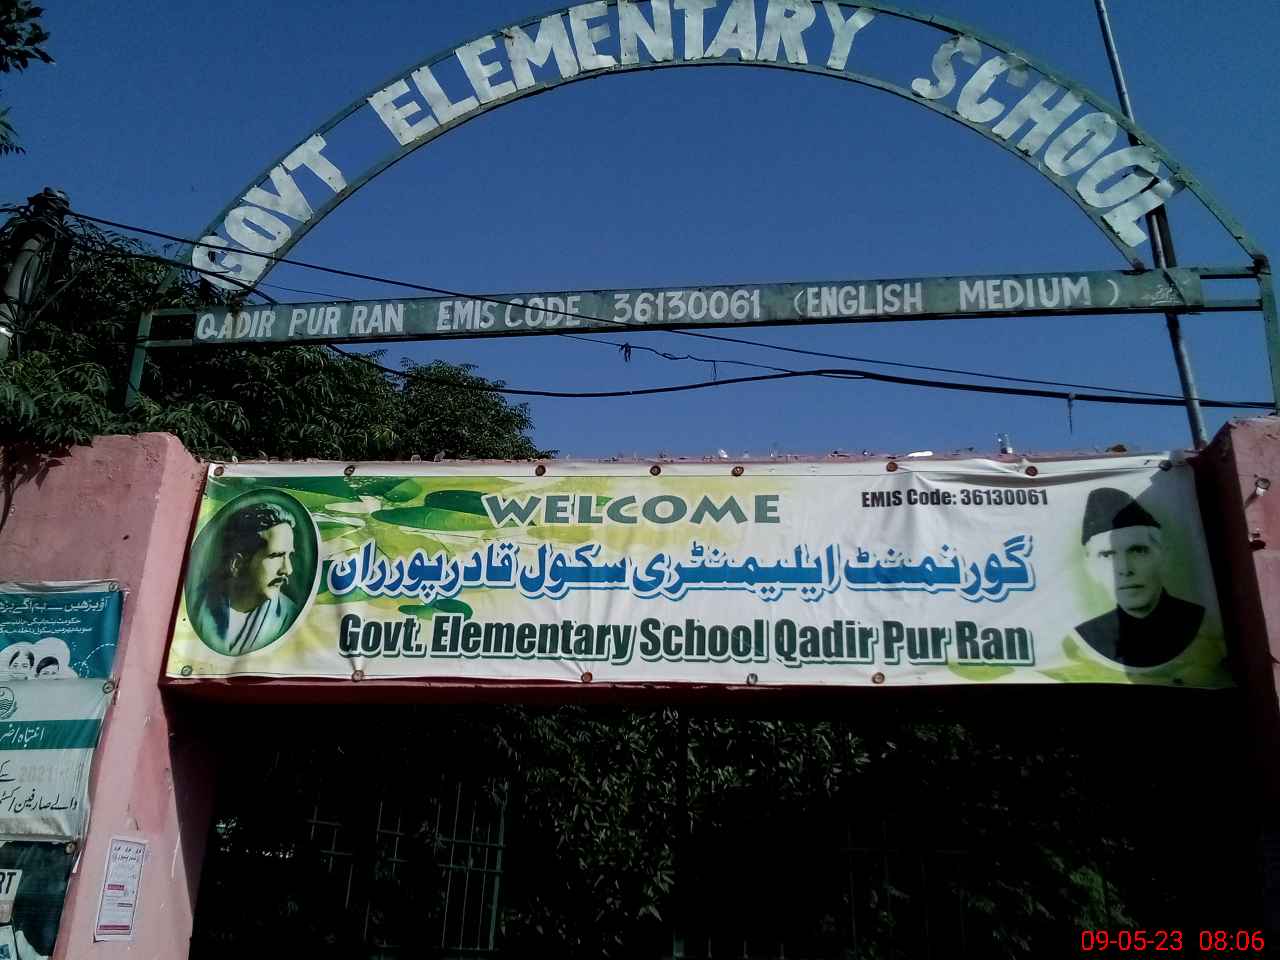 GOVT ELEMENTARY SCHOOL
QADIR PUR RAN EMIS CODE 36130061 (ENGLISH MEDIUM)
WELCOME
EMIS Code: 36130061
گورنمنٹ ایلیمنٹری سکول قادرپورراں
Govt. Elementary School Qadir Pur Ran
2021
09-05-23 08:06